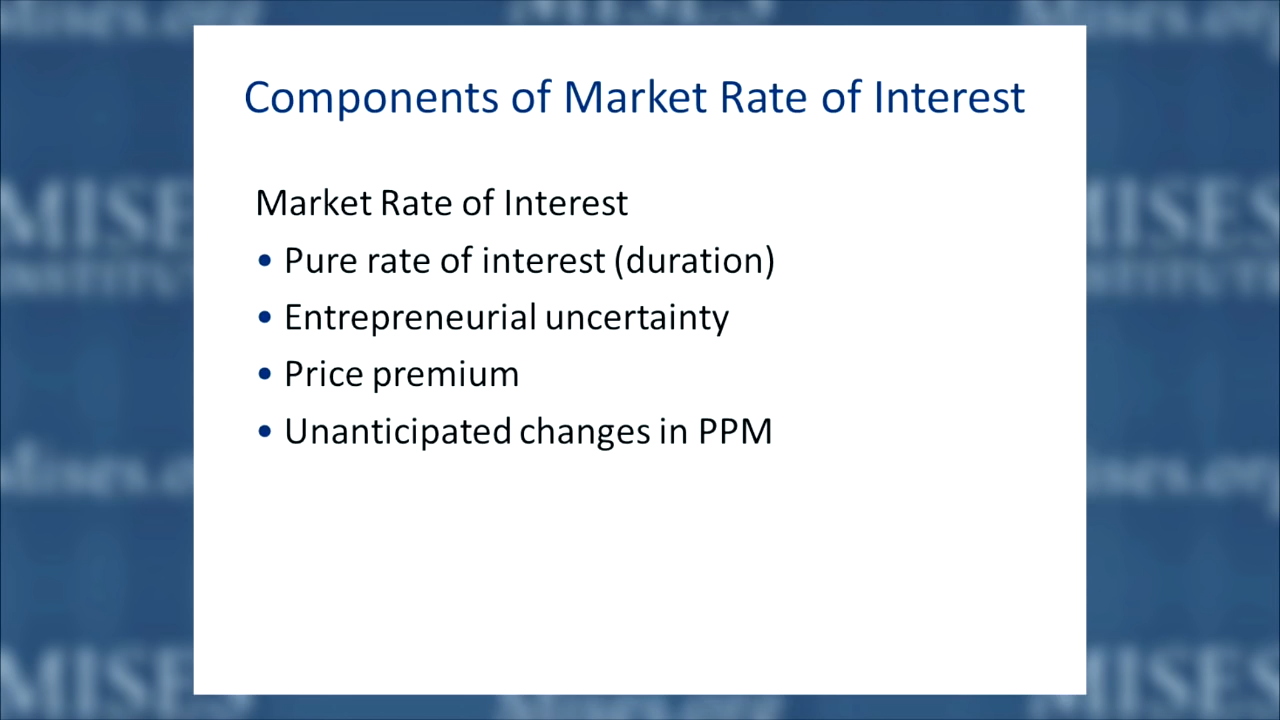 Components of Market Rate of Interest
Market Rate of Interest
• Pure rate of interest (duration)
• Entrepreneurial uncertainty
• Price premium
• Unanticipated changes in PPM